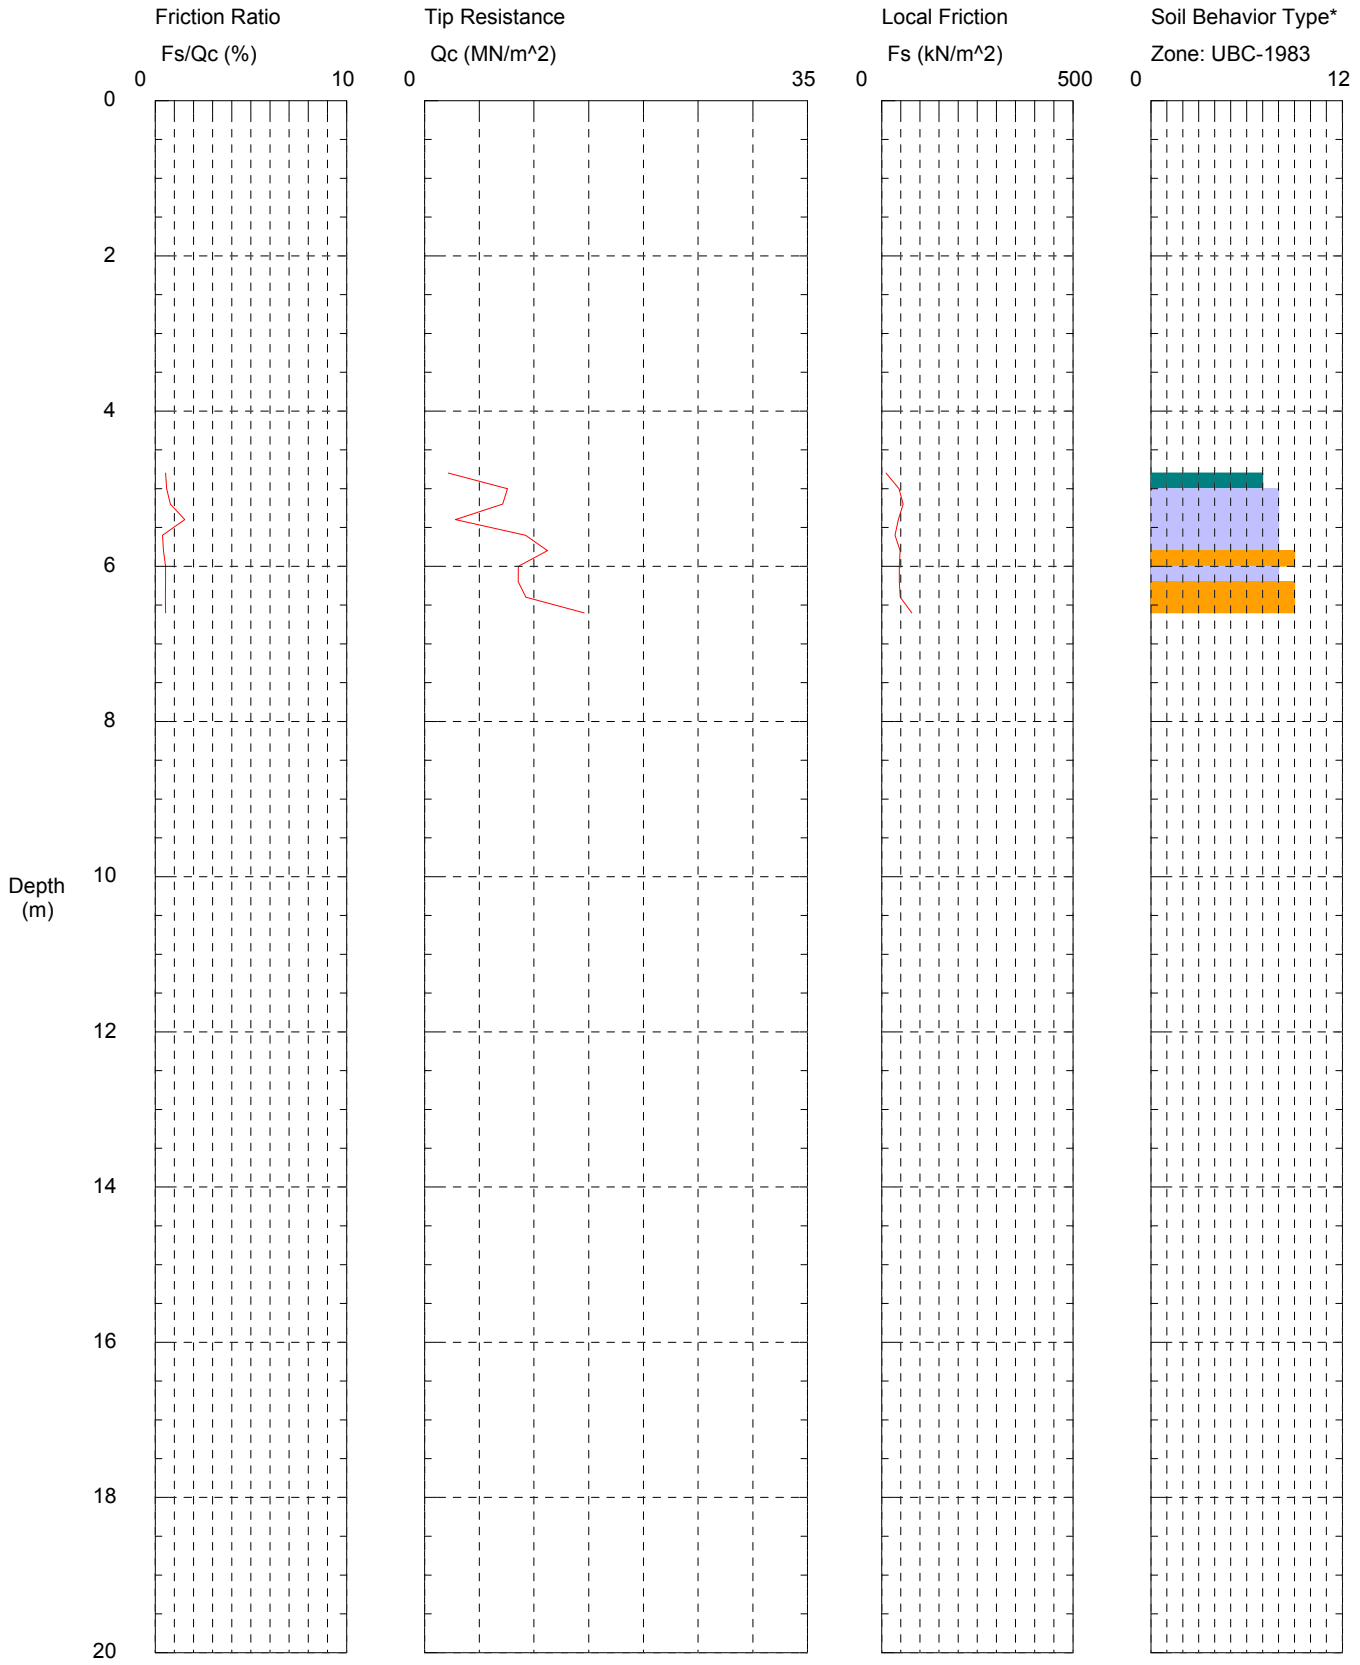 Friction Ratio
Fs/Qc (%)
0 10
Tip Resistance
Qc (MN/m^2)
0 35
Local Friction
Fs (kN/m^2)
0 500
Soil Behavior Type*
Zone: UBC-1983
0 12
0
2
4
6
8
Depth
(m)
10
12
14
16
18
20